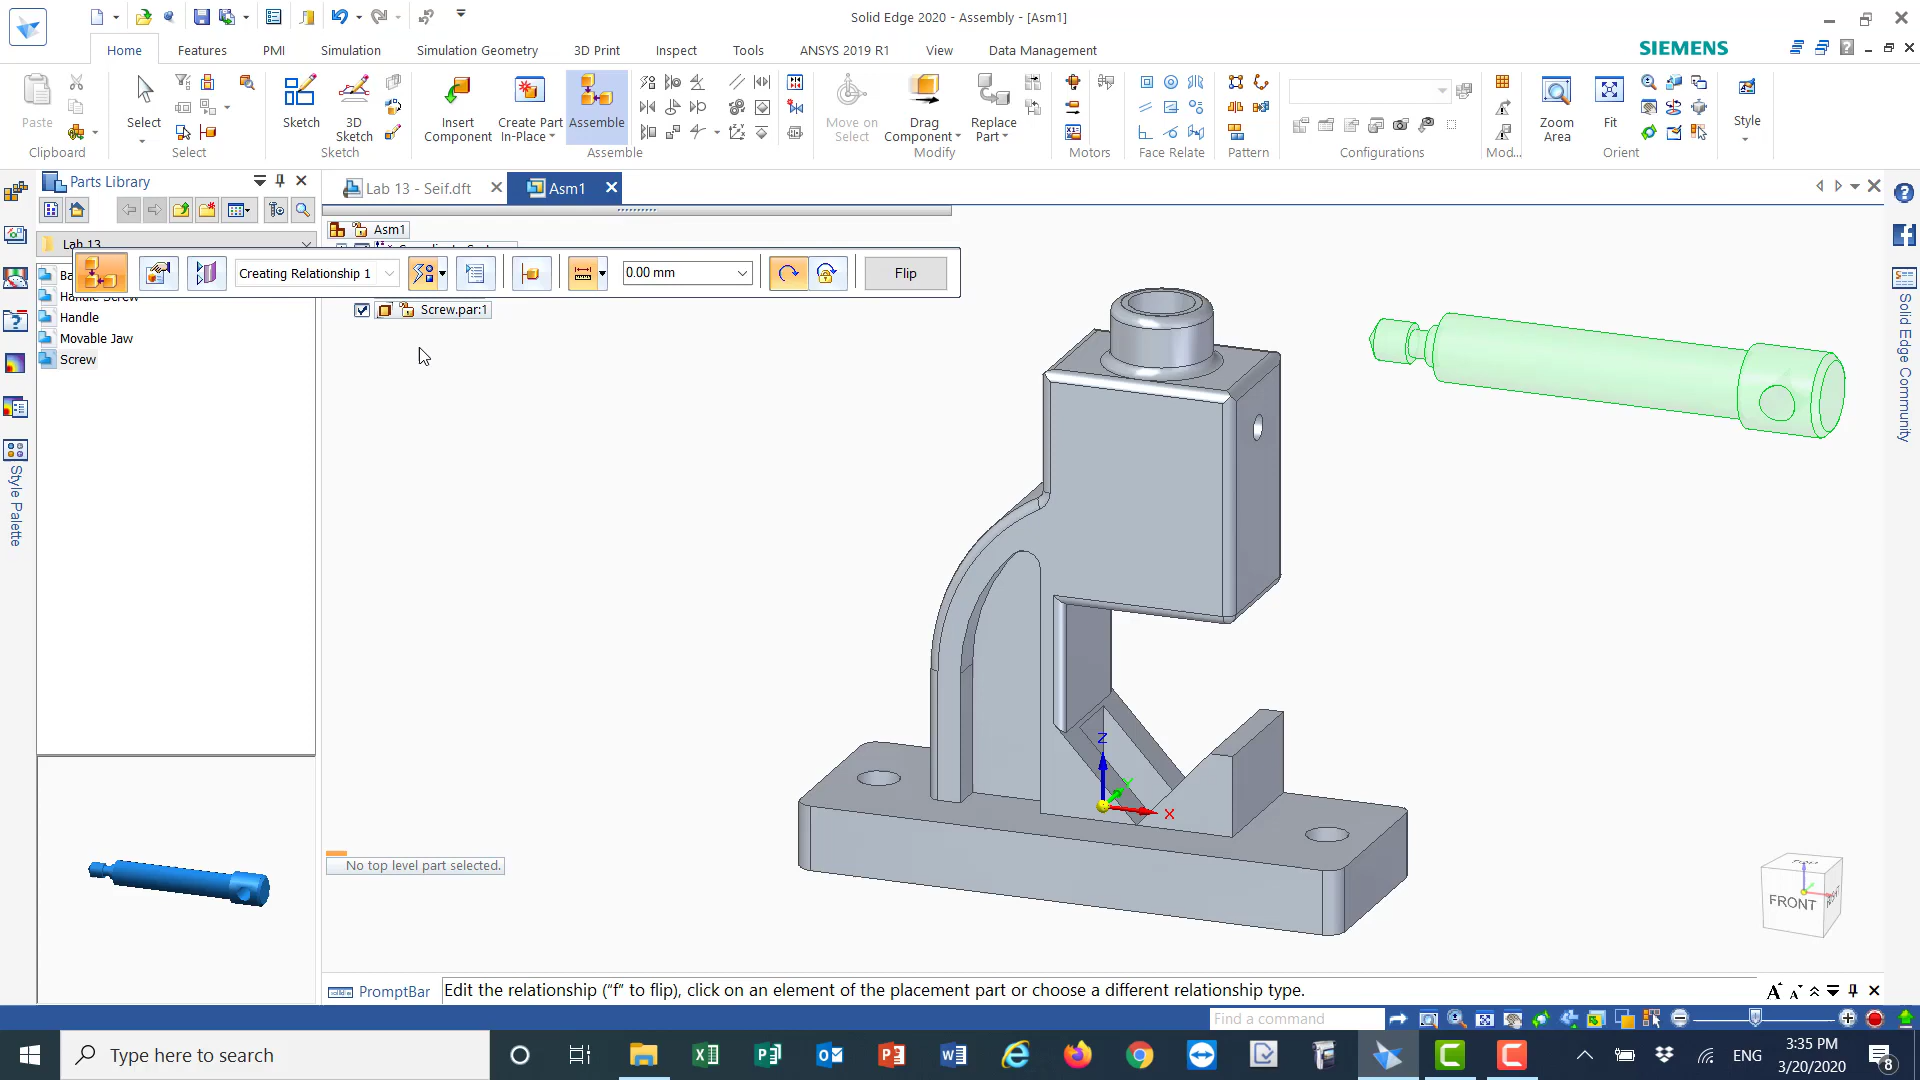 Solid Edge 2020 - Assembly - [Asm1]
Home
Features
PMI
Simulation
Simulation Geometry
3D Print
Inspect
Tools
ANSYS 2019 R1
View
Data Management
SIEMENS
Paste
Clipboard
Select
Select
Sketch
3D
Sketch
Sketch
Insert
Component
Create Part
In-Place
Assemble
Assemble
Move on
Select
Drag
Component
Replace
Part
Modify
Motors
Face Relate
Pattern
Configurations
Mod...
Zoom
Area
Fit
Orient
Style
Parts Library
Lab 13 - Seif.dft
Asm1
Lab 13
Handle
Movable Jaw
Screw
Asm1
Creating Relationship 1
0.00 mm
Flip
Screw.par:1
Style Palette
Solid Edge Community
Z
Y
X
FRONT
No top level part selected.
PromptBar
Edit the relationship ("f" to flip), click on an element of the placement part or choose a different relationship type.
Find a command
Type here to search
ENG
3:35 PM
3/20/2020
8